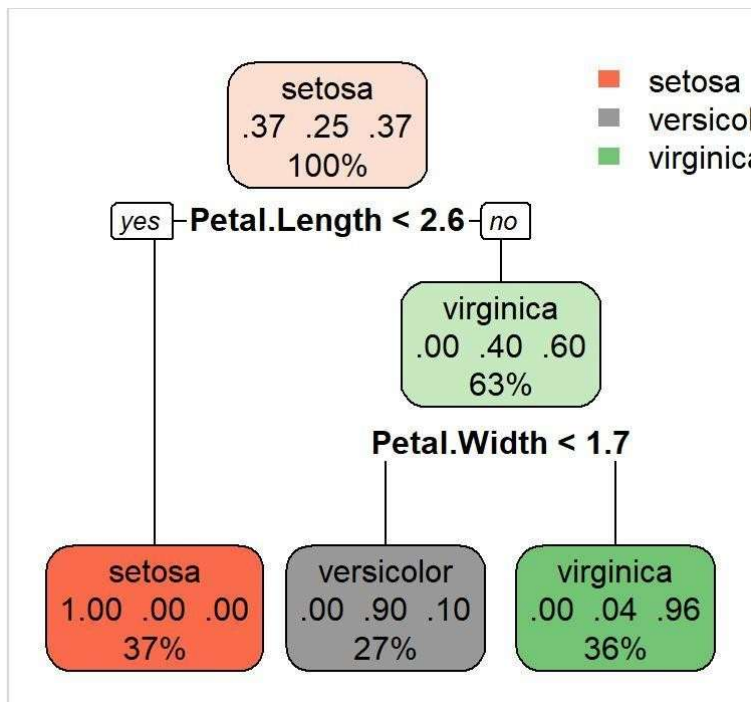 setosa
.37 .25 .37
100%
setosa
versicol
virginica
yes
Petal.Length < 2.6
no
virginica
.00 .40 .60
63%
Petal.Width < 1.7
setosa
1.00 .00 .00
37%
versicolor
.00 .90 .10
27%
virginica
.00 .04 .96
36%